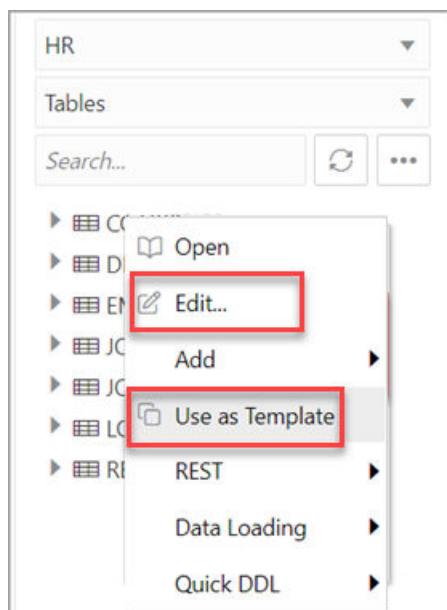 HR
Tables
Search...
Open
Edit...
Add
Use as Template
REST
Data Loading
Quick DDL